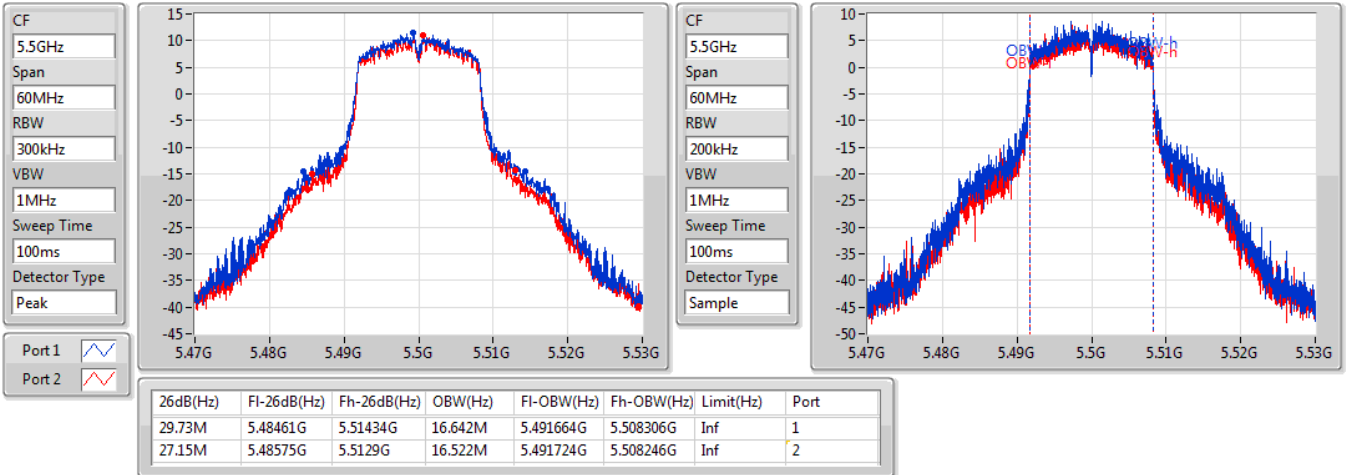 CF
5.5GHz
Span
60MHz
RBW
300kHz
VBW
1MHz
Sweep Time
100ms
Detector Type
Peak
Port 1
Port 2
15
10
5
0
-5
-10
-15
-20
-25
-30
-35
-40
-45
5.47G 5.48G 5.49G 5.5G 5.51G 5.52G 5.53G
CF
5.5GHz
Span
60MHz
RBW
200kHz
VBW
1MHz
Sweep Time
100ms
Detector Type
Sample
10
5
0
-5
-10
-15
-20
-25
-30
-35
-40
-45
-50
5.47G 5.48G 5.49G 5.5G 5.51G 5.52G 5.53G
26dB(Hz) Fl-26dB(Hz) Fh-26dB(Hz) OBW(Hz) Fl-OBW(Hz) Fh-OBW(Hz) Limit(Hz) Port
29.73M 5.48461G 5.51434G 16.642M 5.491664G 5.508306G Inf 1
27.15M 5.48575G 5.5129G 16.522M 5.491724G 5.508246G Inf 2